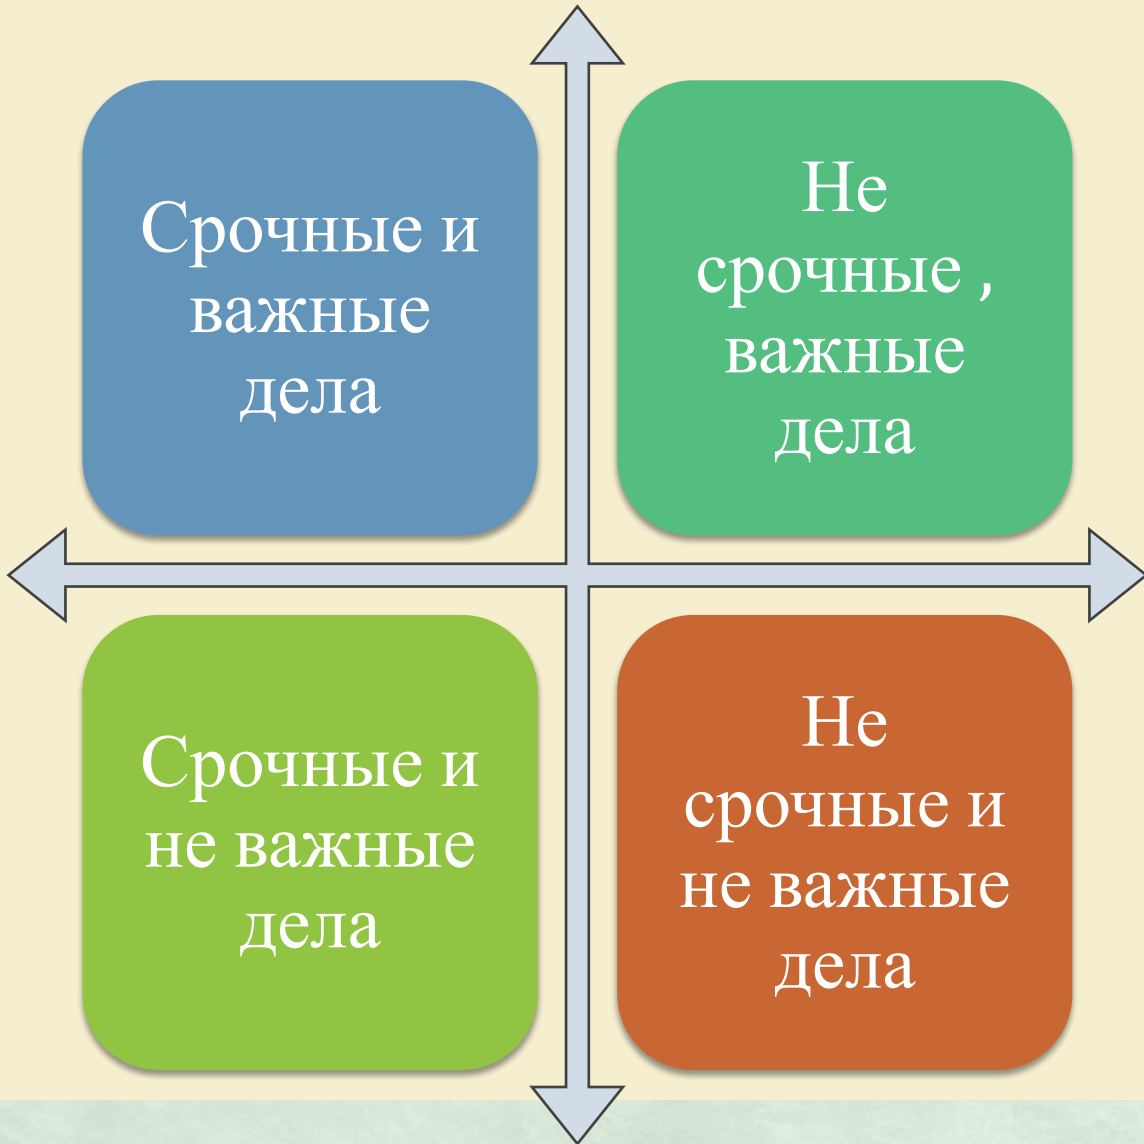 Срочные и
важные
дела
Не
срочные ,
важные
дела
Срочные и
не важные
дела
Не
срочные и
не важные
дела